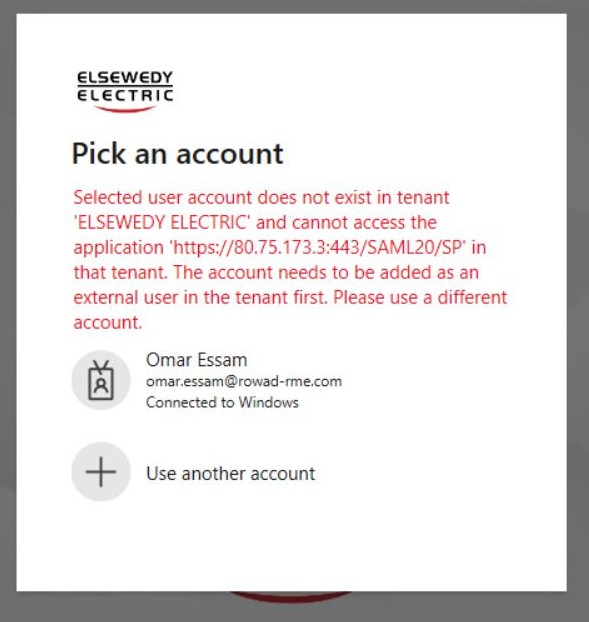 ELSEWEDY
ELECTRIC
Pick an account
Selected user account does not exist in tenant
'ELSEWEDY ELECTRIC' and cannot access the
application 'https://80.75.173.3:443/SAML20/SP' in
that tenant. The account needs to be added as an
external user in the tenant first. Please use a different
account.
Omar Essam
omar.essam@rowad-rme.com
Connected to Windows
Use another account